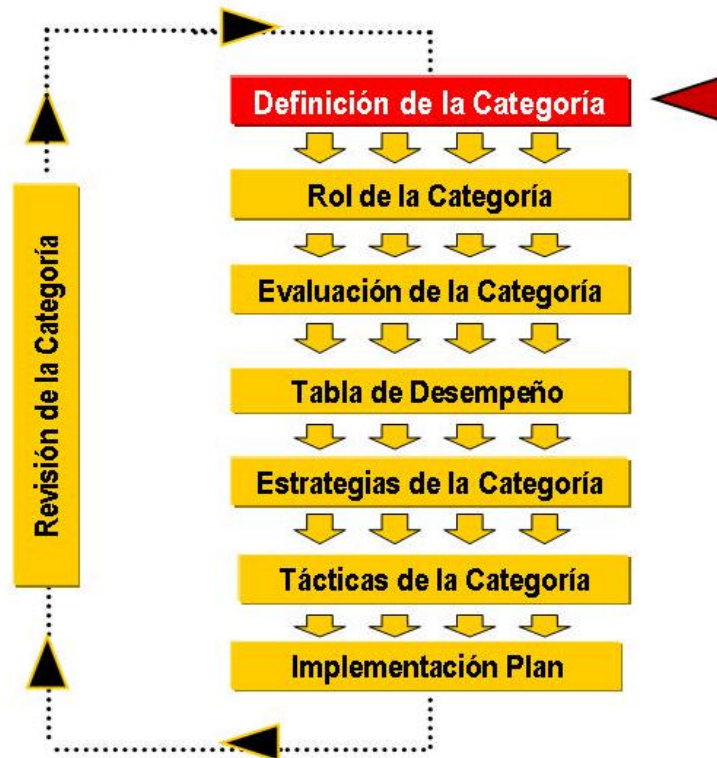 Definición de la Categoría
Rol de la Categoría
Evaluación de la Categoría
Tabla de Desempeño
Estrategias de la Categoría
Tácticas de la Categoría
Implementación Plan
Revisión de la Categoría